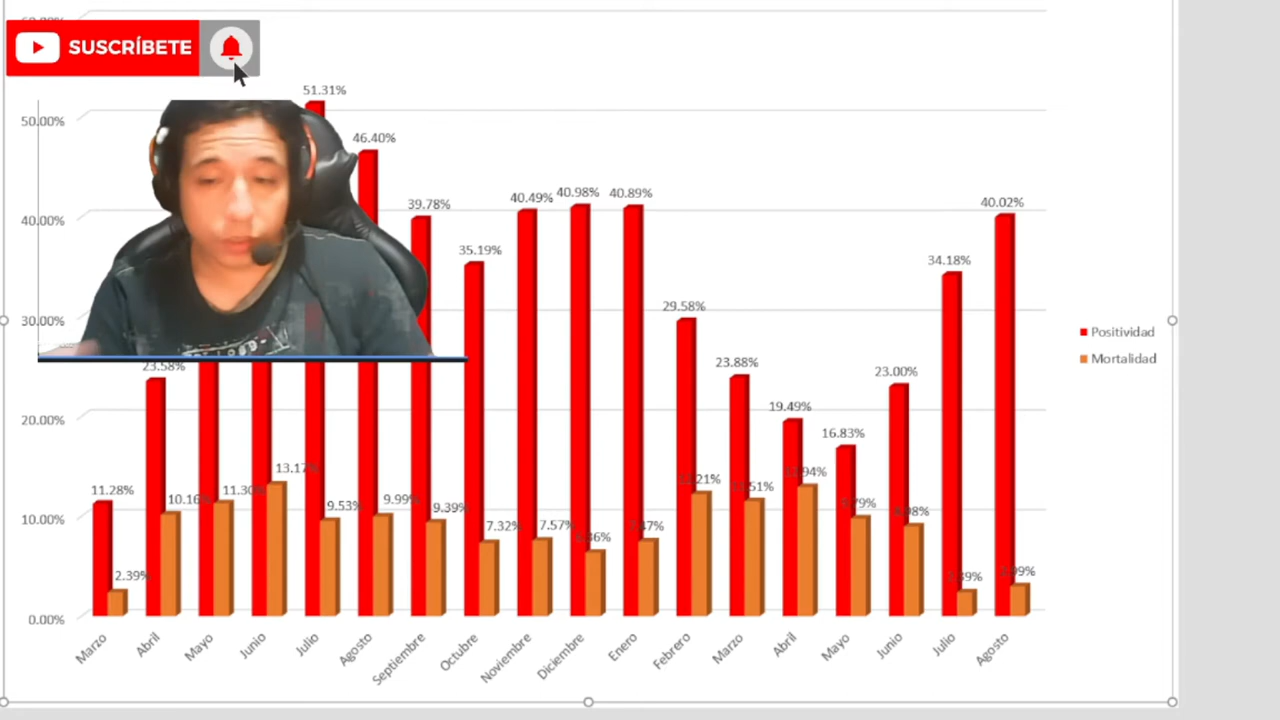 SUSCRÍBETE
51.31%
50.00%
46.40%
39.78%
40.49%
40.98%
40.89%
40.02%
40.00%
35.19%
34.18%
30.00%
29.58%
Positividad
Mortalidad
23.58%
23.88%
23.00%
20.00%
19.49%
16.83%
11.28%
13.17%
10.16%
11.30%
9.53%
9.99%
9.39%
7.32%
7.57%
10.00%
2.39%
0.00%
Marzo
Abril
Mayo
Junio
Julio
Agosto
Septiembre
Octubre
Noviembre
Diciembre
Enero
Febrero
Marzo
Abril
Mayo
Junio
Julio
Agosto